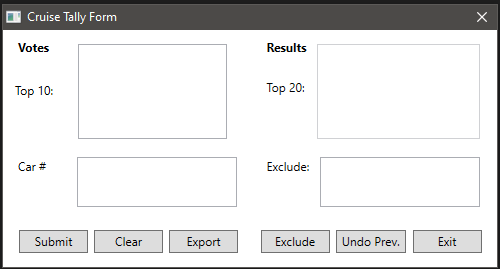 Cruise Tally Form
Votes
Results
Top 10:
Top 20:
Car #
Exclude:
Submit
Clear
Export
Exclude
Undo Prev.
Exit